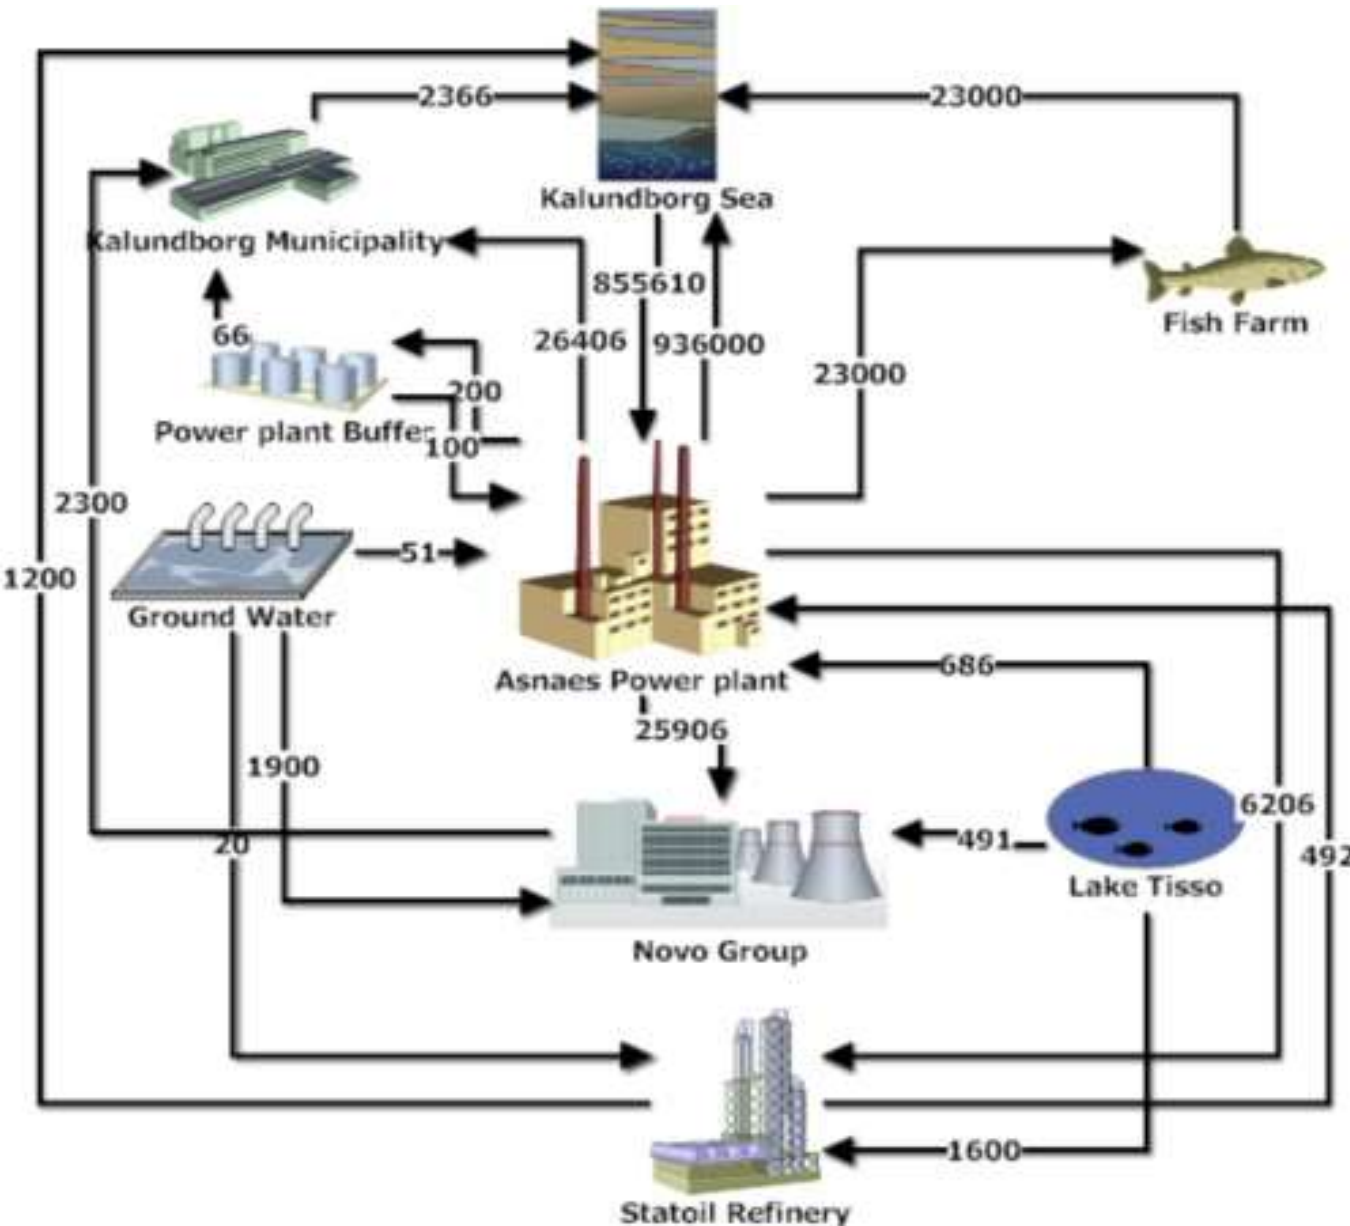 2366
23000
Kalundborg Sea
Kalundborg Municipality
855610
66
26406
936000
Fish Farm
23000
200
Power plant Buffer
100
2300
51
1200
Ground Water
686
Asnaes Power plant
25906
1900
6206
20
491
492
Lake Tisso
Novo Group
1600
Statoil Refinery